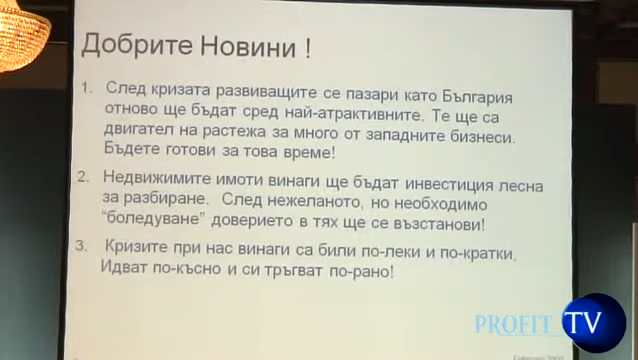 Добрите Новини !
1. След кризата развиващите се пазари като България
отново ще бъдат сред най-атрактивните. Те ще са
двигател на растежа за много от западните бизнеси.
Бъдете готови за това време!
2. Недвижимите имоти винаги ще бъдат инвестиция лесна
за разбиране. След нежеланото, но необходимо
“боледуване” доверието в тях ще се възстанови!
3. Кризите при нас винаги са били по-леки и по-кратки.
Идват по-късно и си тръгват по-рано!
PROFIT TV